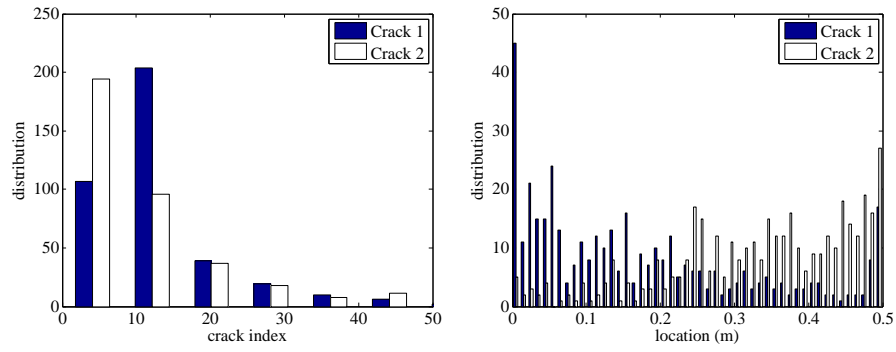 250
200
150
100
50
0
distribution
0 10 20 30 40 50
crack index
Crack 1
Crack 2
50
40
30
20
10
0
distribution
0 0.1 0.2 0.3 0.4 0.5
location (m)
Crack 1
Crack 2